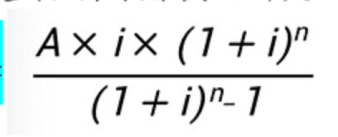 A × i × (1 + i)ⁿ
(1 + i)ⁿ- 1